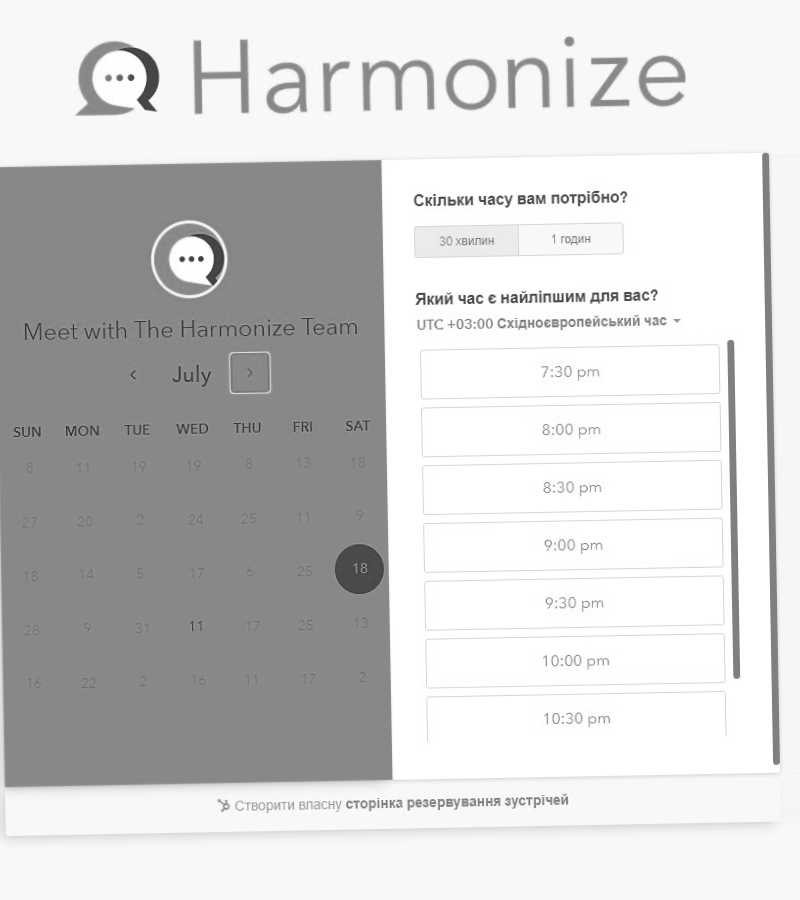 Harmonize
Meet with The Harmonize Team
July
SUN MON TUE WED THU FRI SAT
8 11 19 19 8 13 18
27 20 2 24 25 11 9
18 14 5 17 6 25 18
28 9 31 11 17 25 13
16 22 2 16 11 17 2
Скільки часу вам потрібно?
30 хвилин 1 годин
Який час є найліпшим для вас?
UTC +03:00 Східноєвропейський час
7:30 pm
8:00 pm
8:30 pm
9:00 pm
9:30 pm
10:00 pm
10:30 pm
Створити власну сторінка резервування зустрічей